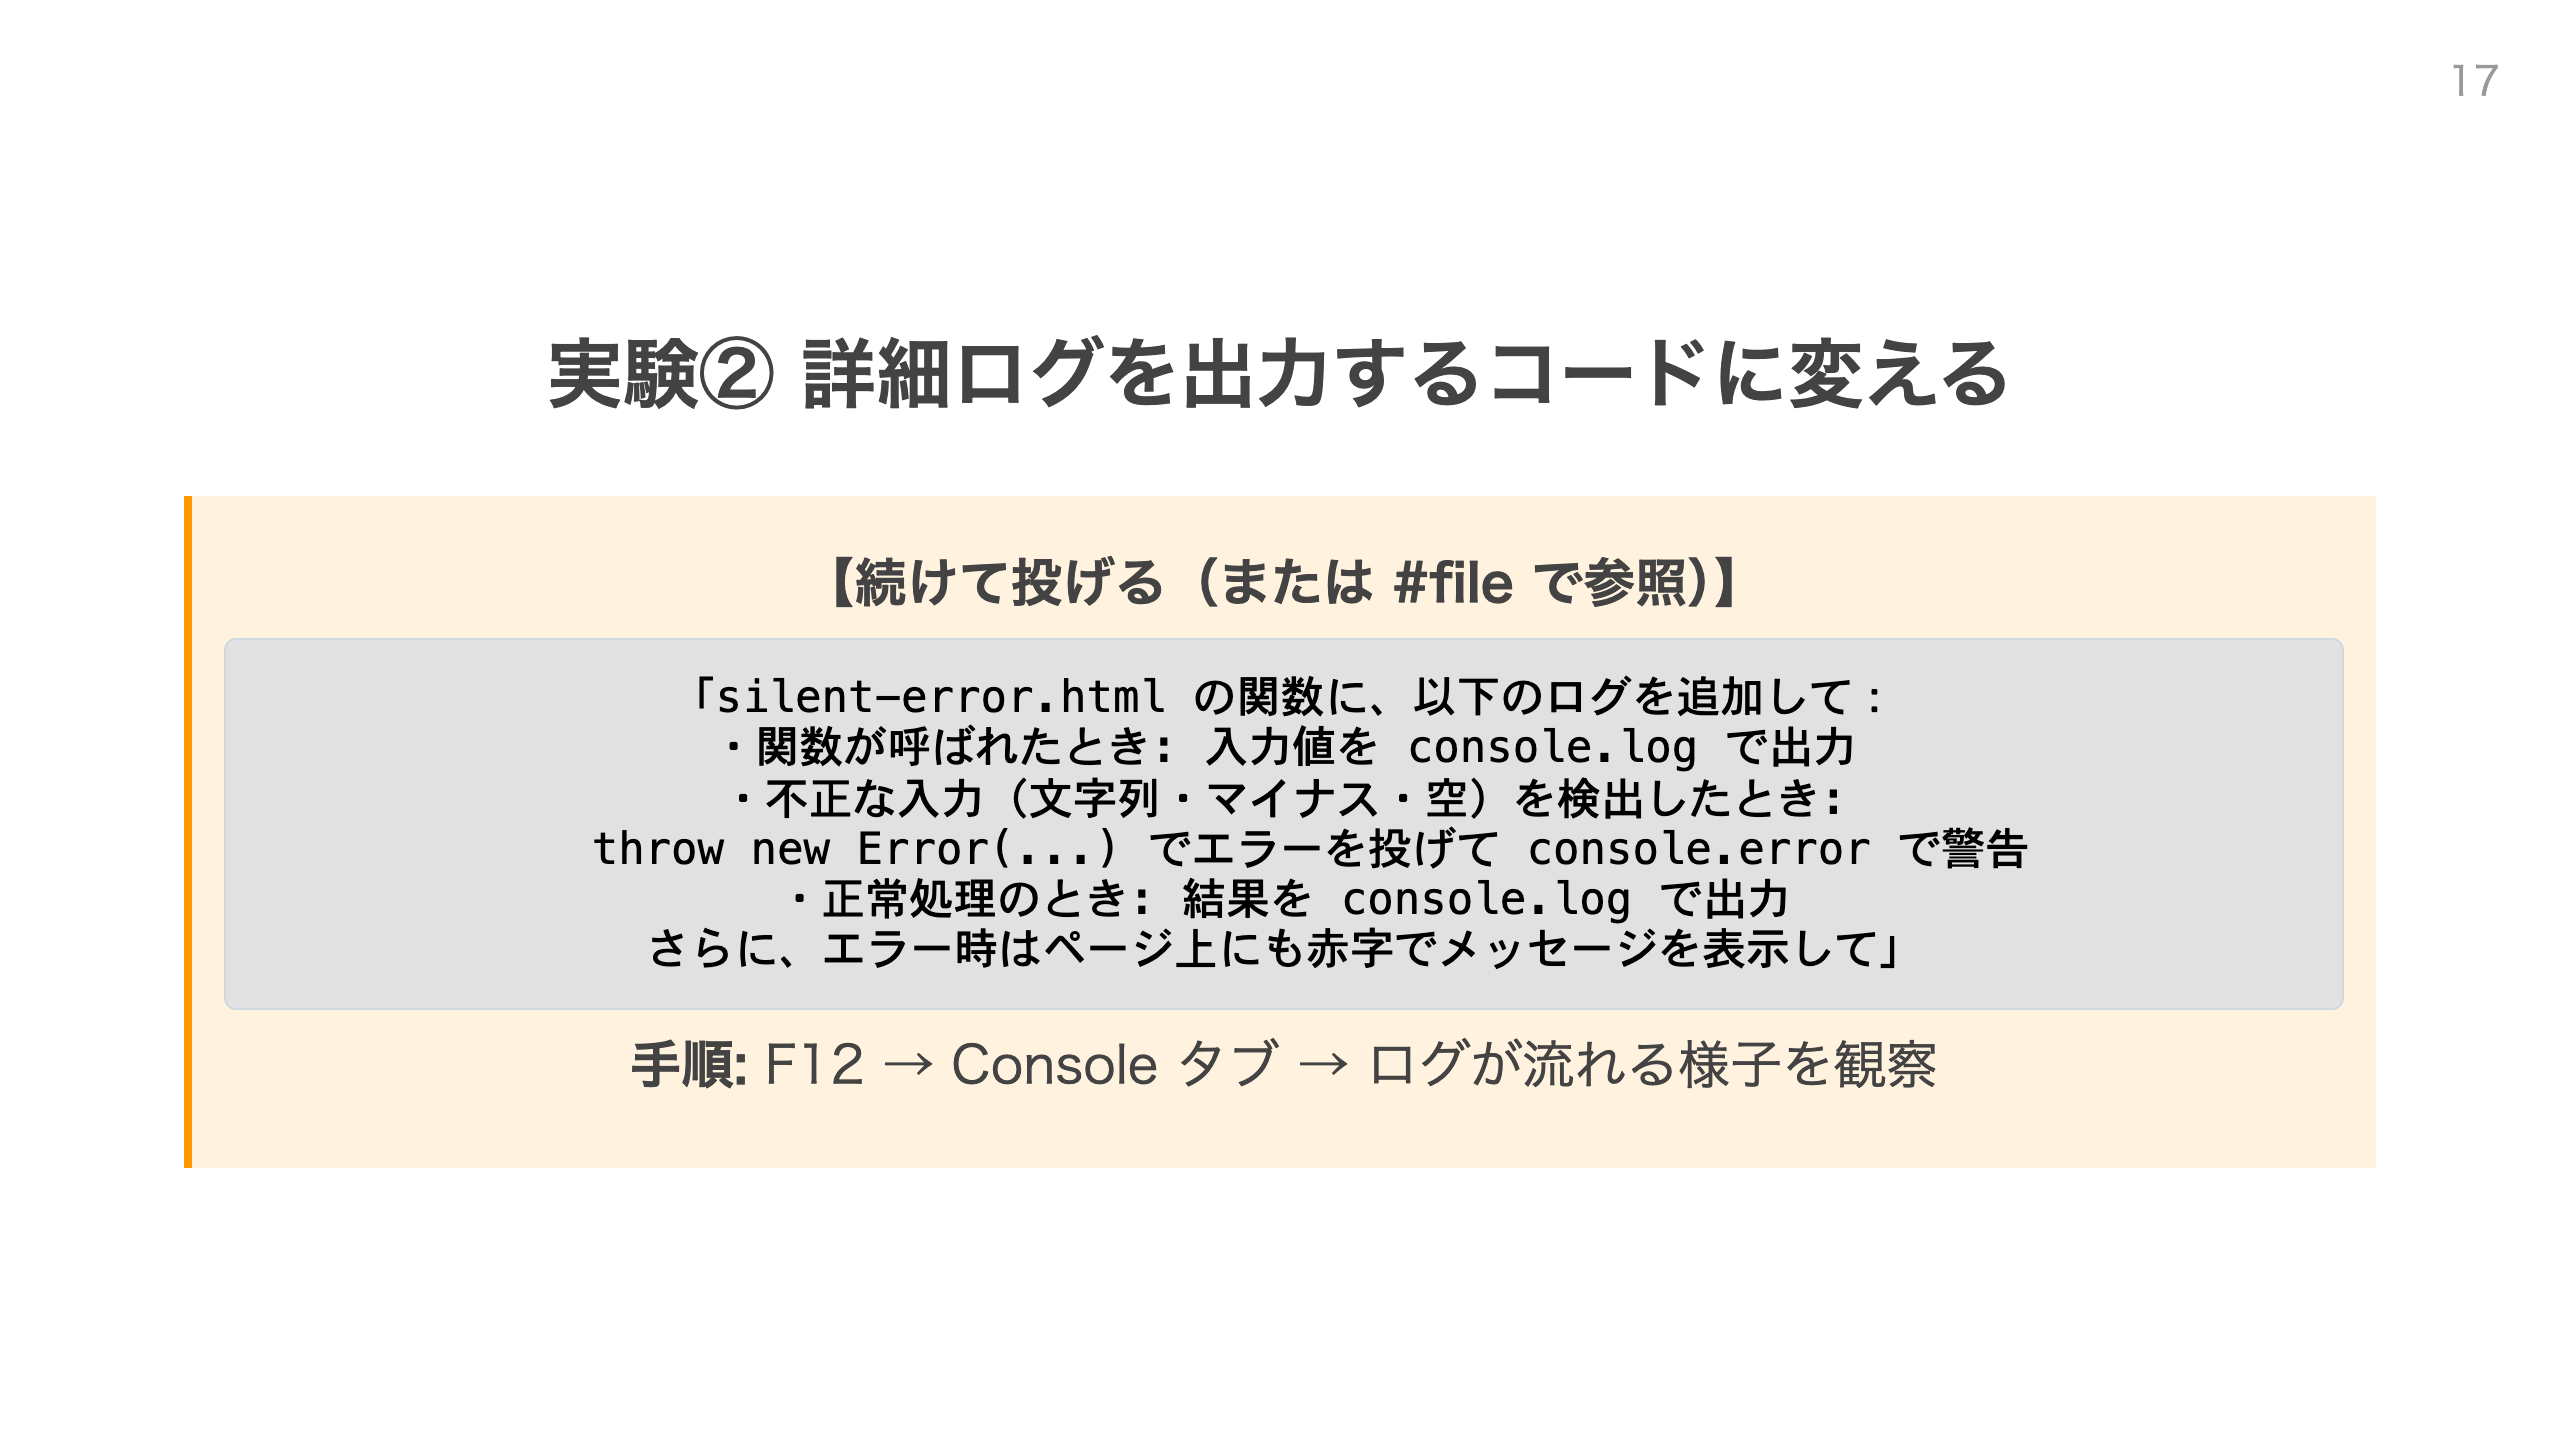 17
実験② 詳細ログを出力するコードに変える
【続けて投げる（または #file で参照）】
「silent-error.html の関数に、以下のログを追加して：
・関数が呼ばれたとき: 入力値を console.log で出力
・不正な入力（文字列・マイナス・空）を検出したとき:
throw new Error(...) でエラーを投げて console.error で警告
・正常処理のとき: 結果を console.log で出力
さらに、エラー時はページ上にも赤字でメッセージを表示して」
手順: F12 → Console タブ → ログが流れる様子を観察